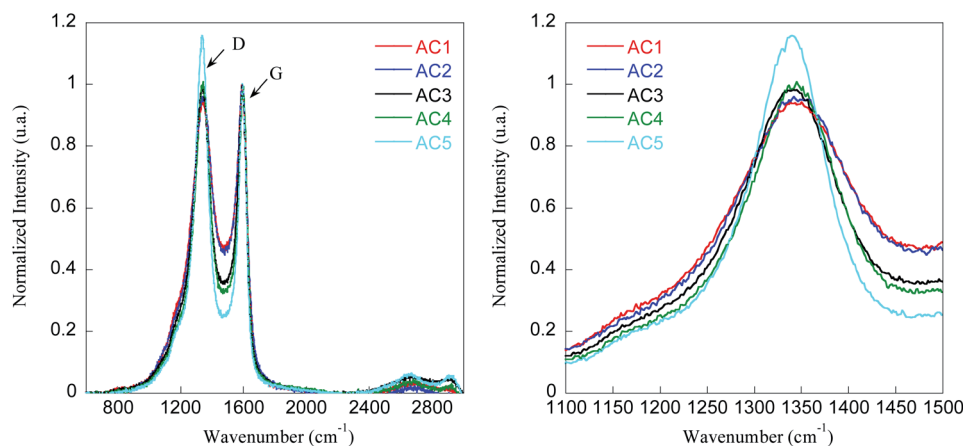 1.2
1
0.8
0.6
0.4
0.2
0
800 1200 1600 2000 2400 2800
Normalized Intensity (u.a.)
Wavenumber (cm⁻¹)
D
G
AC1
AC2
AC3
AC4
AC5
1.2
1
0.8
0.6
0.4
0.2
0
1100 1150 1200 1250 1300 1350 1400 1450 1500
Normalized Intensity (u.a.)
Wavenumber (cm⁻¹)
AC1
AC2
AC3
AC4
AC5